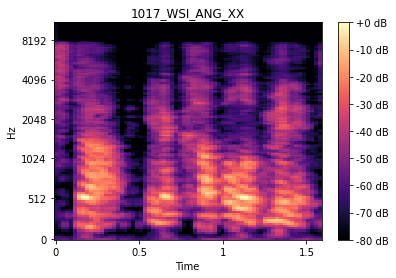 1017_WSI_ANG_XX
+0 dB
8192
-10 dB
4096
-20 dB
-30 dB
2048
Hz
-40 dB
1024
-50 dB
512
-60 dB
-70 dB
0
-80 dB
0
0.5
1
1.5
Time